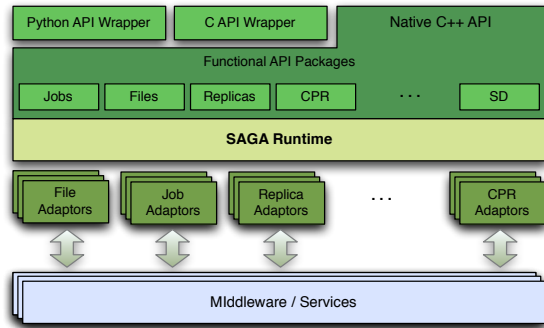 Python API Wrapper
C API Wrapper
Native C++ API
Functional API Packages
Jobs
Files
Replicas
CPR
. . .
SD
SAGA Runtime
File
Adaptors
Job
Adaptors
Replica
Adaptors
. . .
CPR
Adaptors
MIddleware / Services